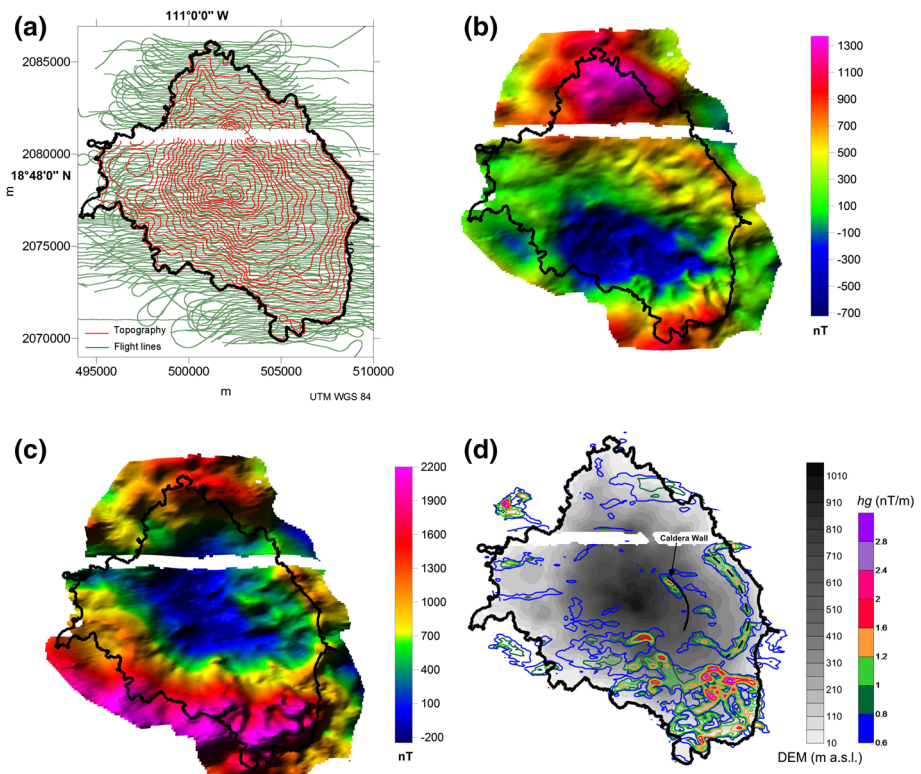 (a)
111°0'0'' W
2085000
2080000
18°48'0'' N
m
2075000
2070000
Topography
Flight lines
495000 500000 505000 510000
m
UTM WGS 84
(b)
1300
1100
900
700
500
300
100
-100
-300
-500
-700
nT
(c)
2200
1900
1600
1300
1000
700
400
100
-200
nT
(d)
Caldera Wall
1010
910
810
710
610
510
410
310
210
110
10
DEM (m a.s.l.)
hg (nT/m)
2.8
2.4
2
1.6
1.2
1
0.8
0.6